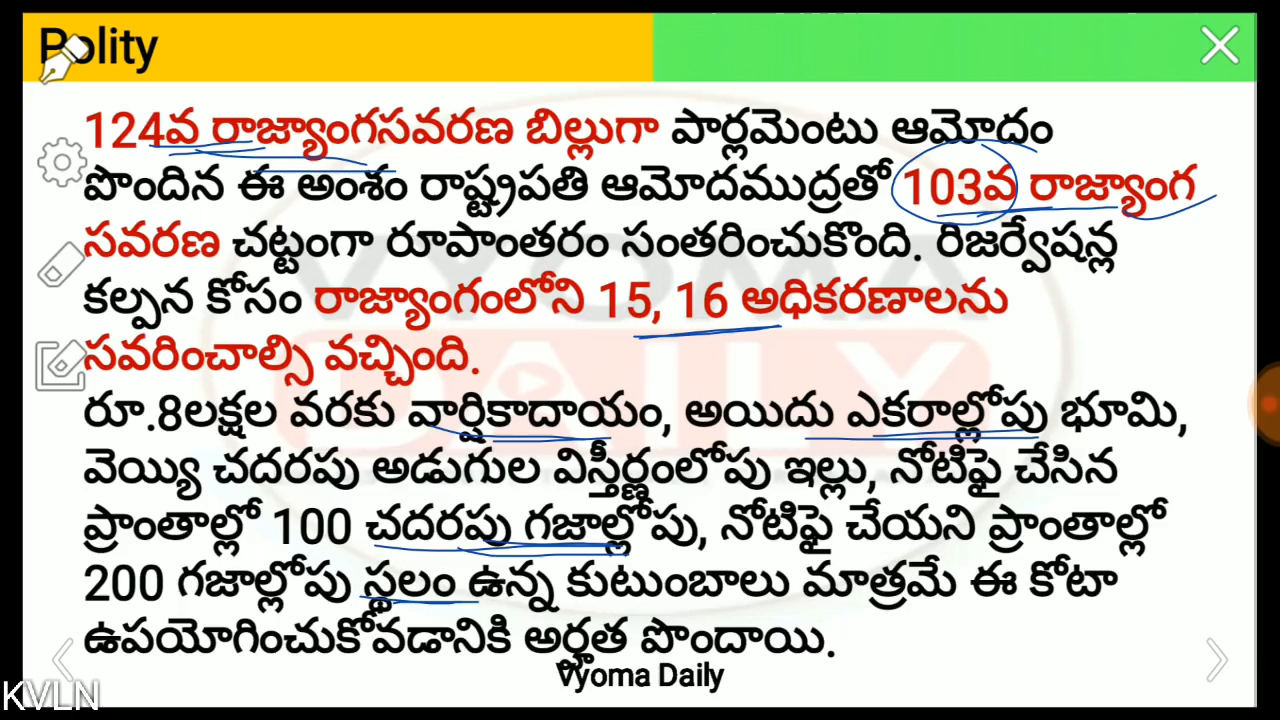 Polity
124వ రాజ్యాంగసవరణ బిల్లుగా పార్లమెంటు ఆమోదం
పొందిన ఈ అంశం రాష్ట్రపతి ఆమోదముద్రతో 103వ రాజ్యాంగ
సవరణ చట్టంగా రూపాంతరం సంతరించుకొంది. రిజర్వేషన్ల
కల్పన కోసం రాజ్యాంగంలోని 15, 16 అధికరణాలను
సవరించాల్సి వచ్చింది.
రూ.8లక్షల వరకు వార్షికాదాయం, అయిదు ఎకరాల్లోపు భూమి,
వెయ్యి చదరపు అడుగుల విస్తీర్ణంలోపు ఇల్లు, నోటిఫై చేసిన
ప్రాంతాల్లో 100 చదరపు గజాల్లోపు, నోటిఫై చేయని ప్రాంతాల్లో
200 గజాల్లోపు స్థలం ఉన్న కుటుంబాలు మాత్రమే ఈ కోటా
ఉపయోగించుకోవడానికి అర్హత పొందాయి.
Vyoma Daily
KVLN
VYOMA
DAILY